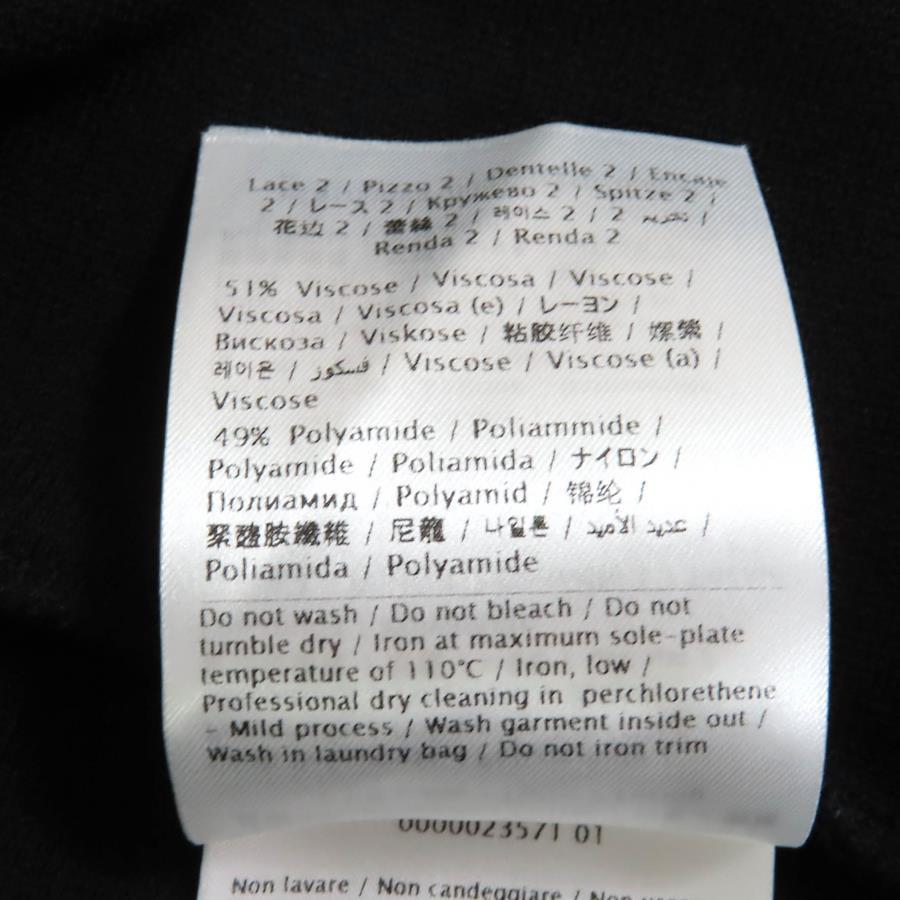 Lace 2 / Pizzo 2 / Dentelle 2 / Encaje
2 / レース 2 / Кружево 2 / Spitze 2 /
花边 2 / 蕾絲 2 / 레이스 2 / 2 تخريم /
Renda 2 / Renda 2
51% Viscose / Viscosa / Viscose /
Viscosa / Viscosa (e) / レーヨン /
Вискоза / Viskose / 粘胶纤维 / 嫘縈 /
레이온 / فسكوز / Viscose / Viscose (a) /
Viscose
49% Polyamide / Poliammide /
Polyamide / Poliamida / ナイロン /
Полиамид / Polyamid / 锦纶 /
聚醯胺纖維 / 尼龍 / 나일론 / عديد الأميد /
Poliamida / Polyamide
Do not wash / Do not bleach / Do not
tumble dry / Iron at maximum sole-plate
temperature of 110°C / Iron, low /
Professional dry cleaning in perchlorethene
- Mild process / Wash garment inside out /
Wash in laundry bag / Do not iron trim
0000023571 01
Non lavare / Non candeggiare / Non